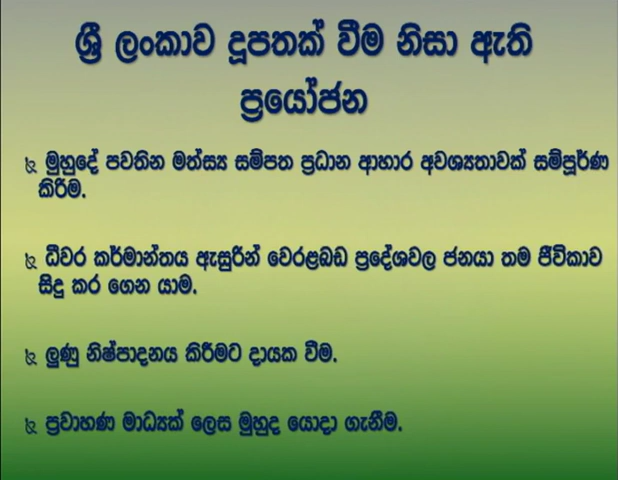 ශ්‍රී ලංකාව දූපතක් වීම නිසා ඇති
ප්‍රයෝජන
මුහුදේ පවතින මත්ස්‍ය සම්පත ප්‍රධාන ආහාර අවශ්‍යතාවක් සම්පූර්ණ
කිරිම.
ධීවර කර්මාන්තය ඇසුරින් වෙරළබඩ ප්‍රදේශවල ජනයා තම ජීවිකාව
සිදු කර ගෙන යාම.
ලුණු නිෂ්පාදනය කිරීමට දායක වීම.
ප්‍රවාහණ මාධ්‍යක් ලෙස මුහුද යොදා ගැනීම.